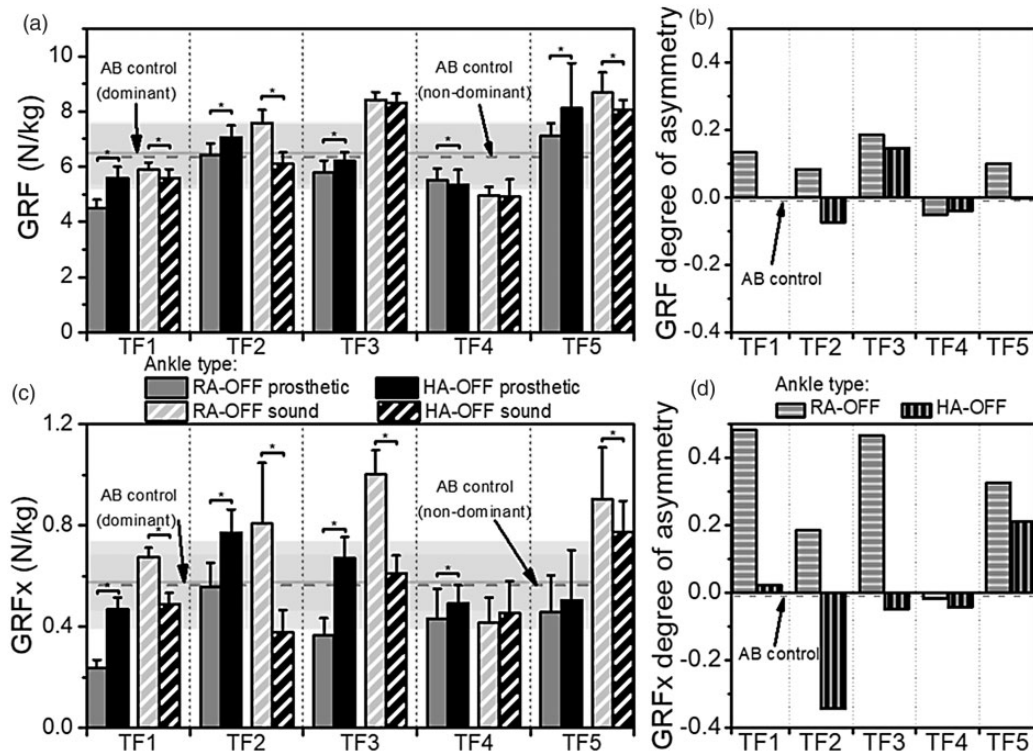 (a)
GRF (N/kg)
10
8
6
4
2
0
AB control
(dominant)
AB control
(non-dominant)
* * * * * * * *
TF1 TF2 TF3 TF4 TF5
(b)
GRF degree of asymmetry
0.4
0.2
0.0
-0.2
-0.4
AB control
TF1 TF2 TF3 TF4 TF5
Ankle type:
RA-OFF prosthetic HA-OFF prosthetic
RA-OFF sound HA-OFF sound
(c)
GRFx (N/kg)
1.2
0.8
0.4
0.0
AB control
(dominant)
AB control
(non-dominant)
* * * * * * * *
TF1 TF2 TF3 TF4 TF5
(d)
Ankle type:
RA-OFF HA-OFF
GRFx degree of asymmetry
0.4
0.2
0.0
-0.2
-0.4
AB control
TF1 TF2 TF3 TF4 TF5